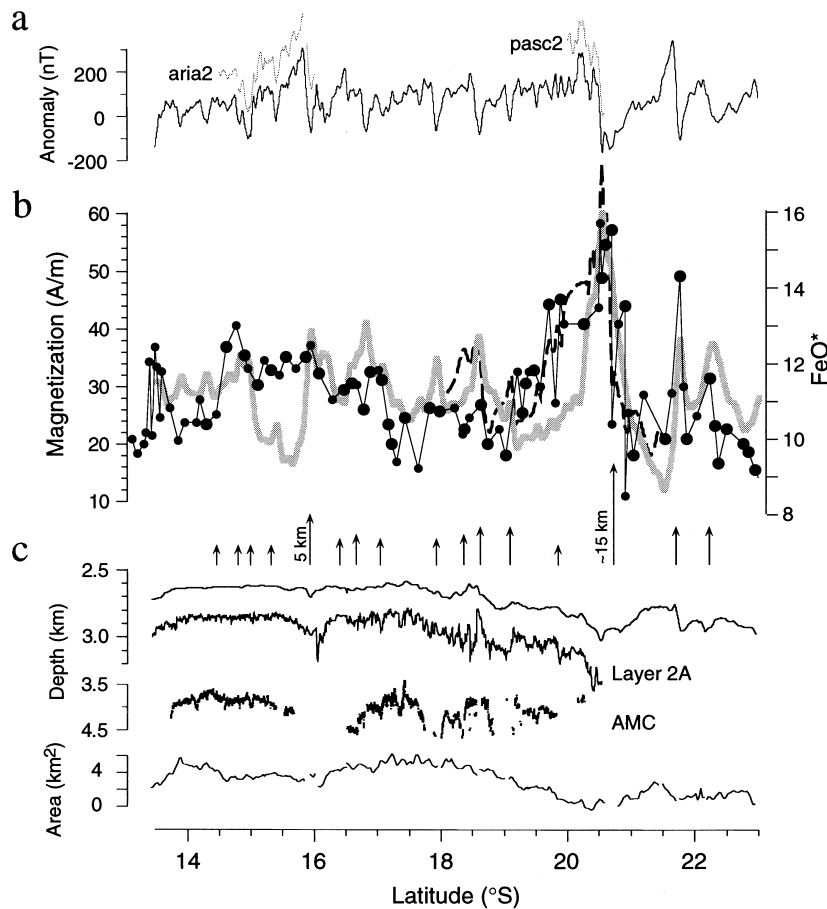 a
Anomaly (nT)
200
0
-200
aria2
pasc2
b
Magnetization (A/m)
60
50
40
30
20
10
16
14
12
10
8
FeO*
5 km
~15 km
c
Depth (km)
2.5
3.0
3.5
4.5
Layer 2A
AMC
Area (km²)
4
0
14 16 18 20 22
Latitude (°S)